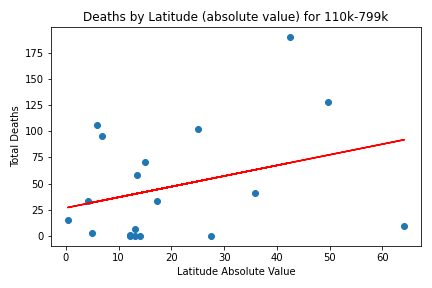 Deaths by Latitude (absolute value) for 110k-799k
Total Deaths
175
150
125
100
75
50
25
0
0 10 20 30 40 50 60
Latitude Absolute Value